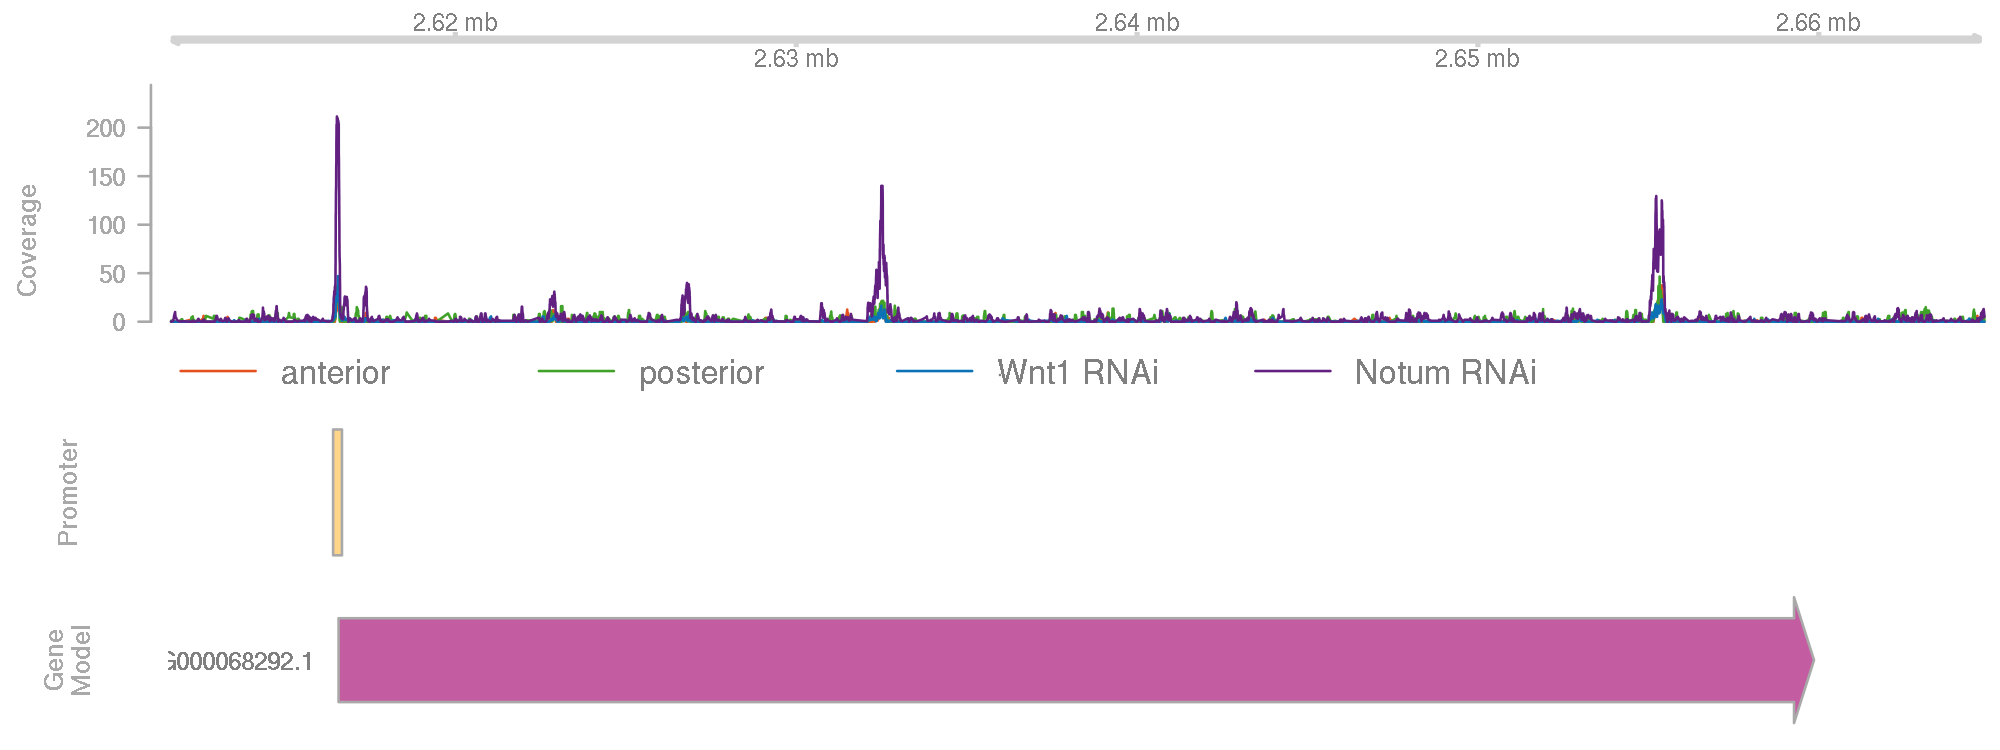 2.62 mb 2.64 mb 2.66 mb
2.63 mb 2.65 mb
Coverage
200
150
100
50
0
anterior posterior Wnt1 RNAi Notum RNAi
Promoter
Gene
Model
G000068292.1